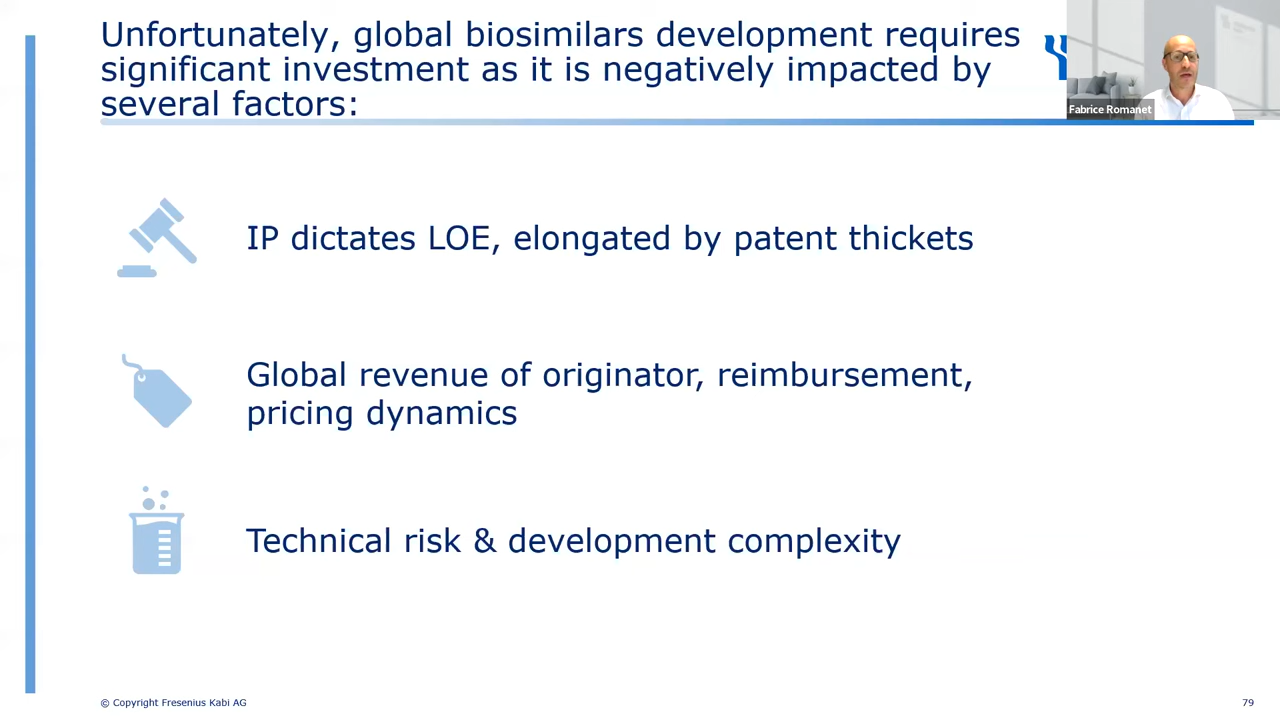 Unfortunately, global biosimilars development requires
significant investment as it is negatively impacted by
several factors:
Fabrice Romanet
IP dictates LOE, elongated by patent thickets
Global revenue of originator, reimbursement,
pricing dynamics
Technical risk & development complexity
© Copyright Fresenius Kabi AG
79